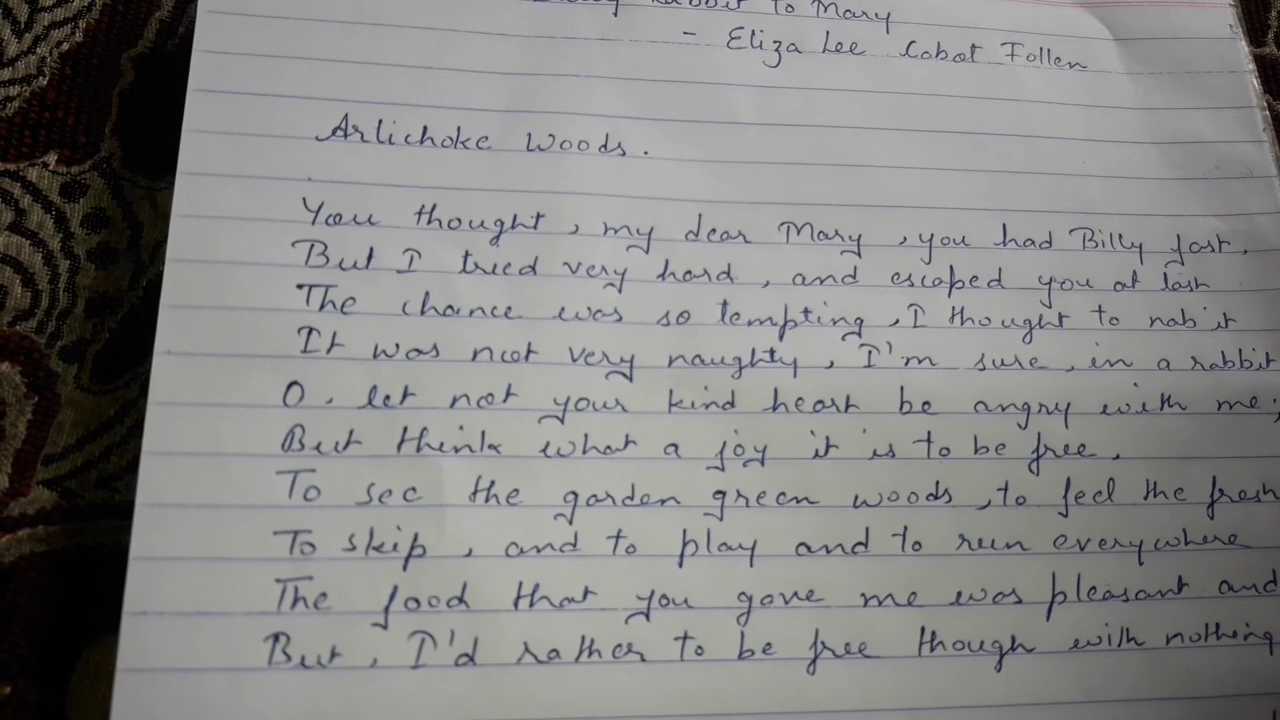 Rabbit to Mary
- Eliza Lee Cabot Follen
Artichoke Woods.
You thought, my dear Mary, you had Billy fast,
But I tried very hard, and escaped you at last
The chance was so tempting, I thought to nab it
It was not very naughty, I'm sure, in a rabbit
O, let not your kind heart be angry with me;
But think what a joy it is to be free.
To see the garden green woods, to feel the fresh
To skip, and to play and to run everywhere
The food that you gave me was pleasant and
But, I'd rather to be free though with nothing